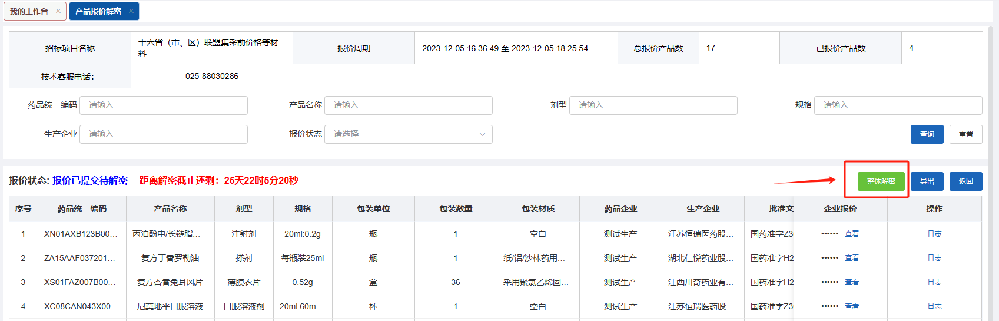 我的工作台 × 产品报价解密 ×
招标项目名称 十六省（市、区）联盟集采前价格等材料 报价周期 2023-12-05 16:36:49 至 2023-12-05 18:25:54 总报价产品数 17 已报价产品数 4
技术客服电话： 025-88030286
药品统一编码 请输入 产品名称 请输入 剂型 请输入 规格 请输入
生产企业 请输入 报价状态 请选择 查询 重置
报价状态: 报价已提交待解密 距离解密截止还剩：25天22时5分20秒 整体解密 导出 返回
序号 药品统一编码 产品名称 剂型 规格 包装单位 包装数量 包装材质 药品企业 生产企业 批准文 企业报价 操作
1 XN01AXB123B00... 丙泊酚中/长链脂... 注射剂 20ml:0.2g 瓶 1 空白 测试生产 江苏恒瑞医药股... 国药准字Z30 •••••• 查看 日志
2 ZA15AAF037201... 复方丁香罗勒油 搽剂 每瓶装25ml 瓶 1 纸/铝/沙林药用... 测试生产 湖北仁悦药业股... 国药准字H2 •••••• 查看 日志
3 XS01FAZ007B00... 复方杏香兔耳风片 薄膜衣片 0.52g 盒 36 采用聚氯乙烯固... 测试生产 江西川奇药业有... 国药准字H2 •••••• 查看 日志
4 XC08CAN043X00... 尼莫地平口服溶液 口服溶液剂 20ml:60m... 杯 1 空白 测试生产 江苏恒瑞医药股... 国药准字Z30 •••••• 查看 日志